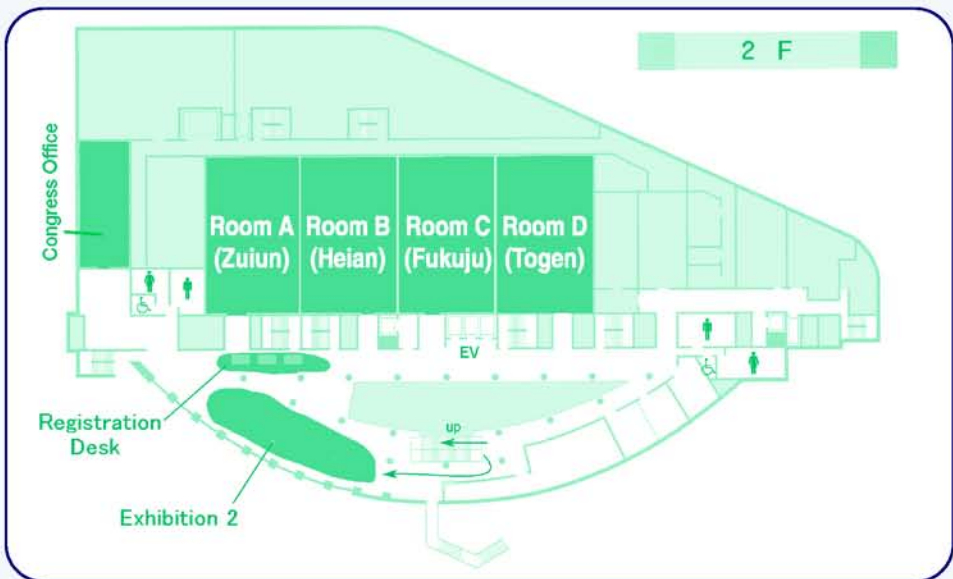 2 F
Congress Office
Room A
(Zuiun)
Room B
(Heian)
Room C
(Fukuju)
Room D
(Togen)
EV
up
Registration
Desk
Exhibition 2